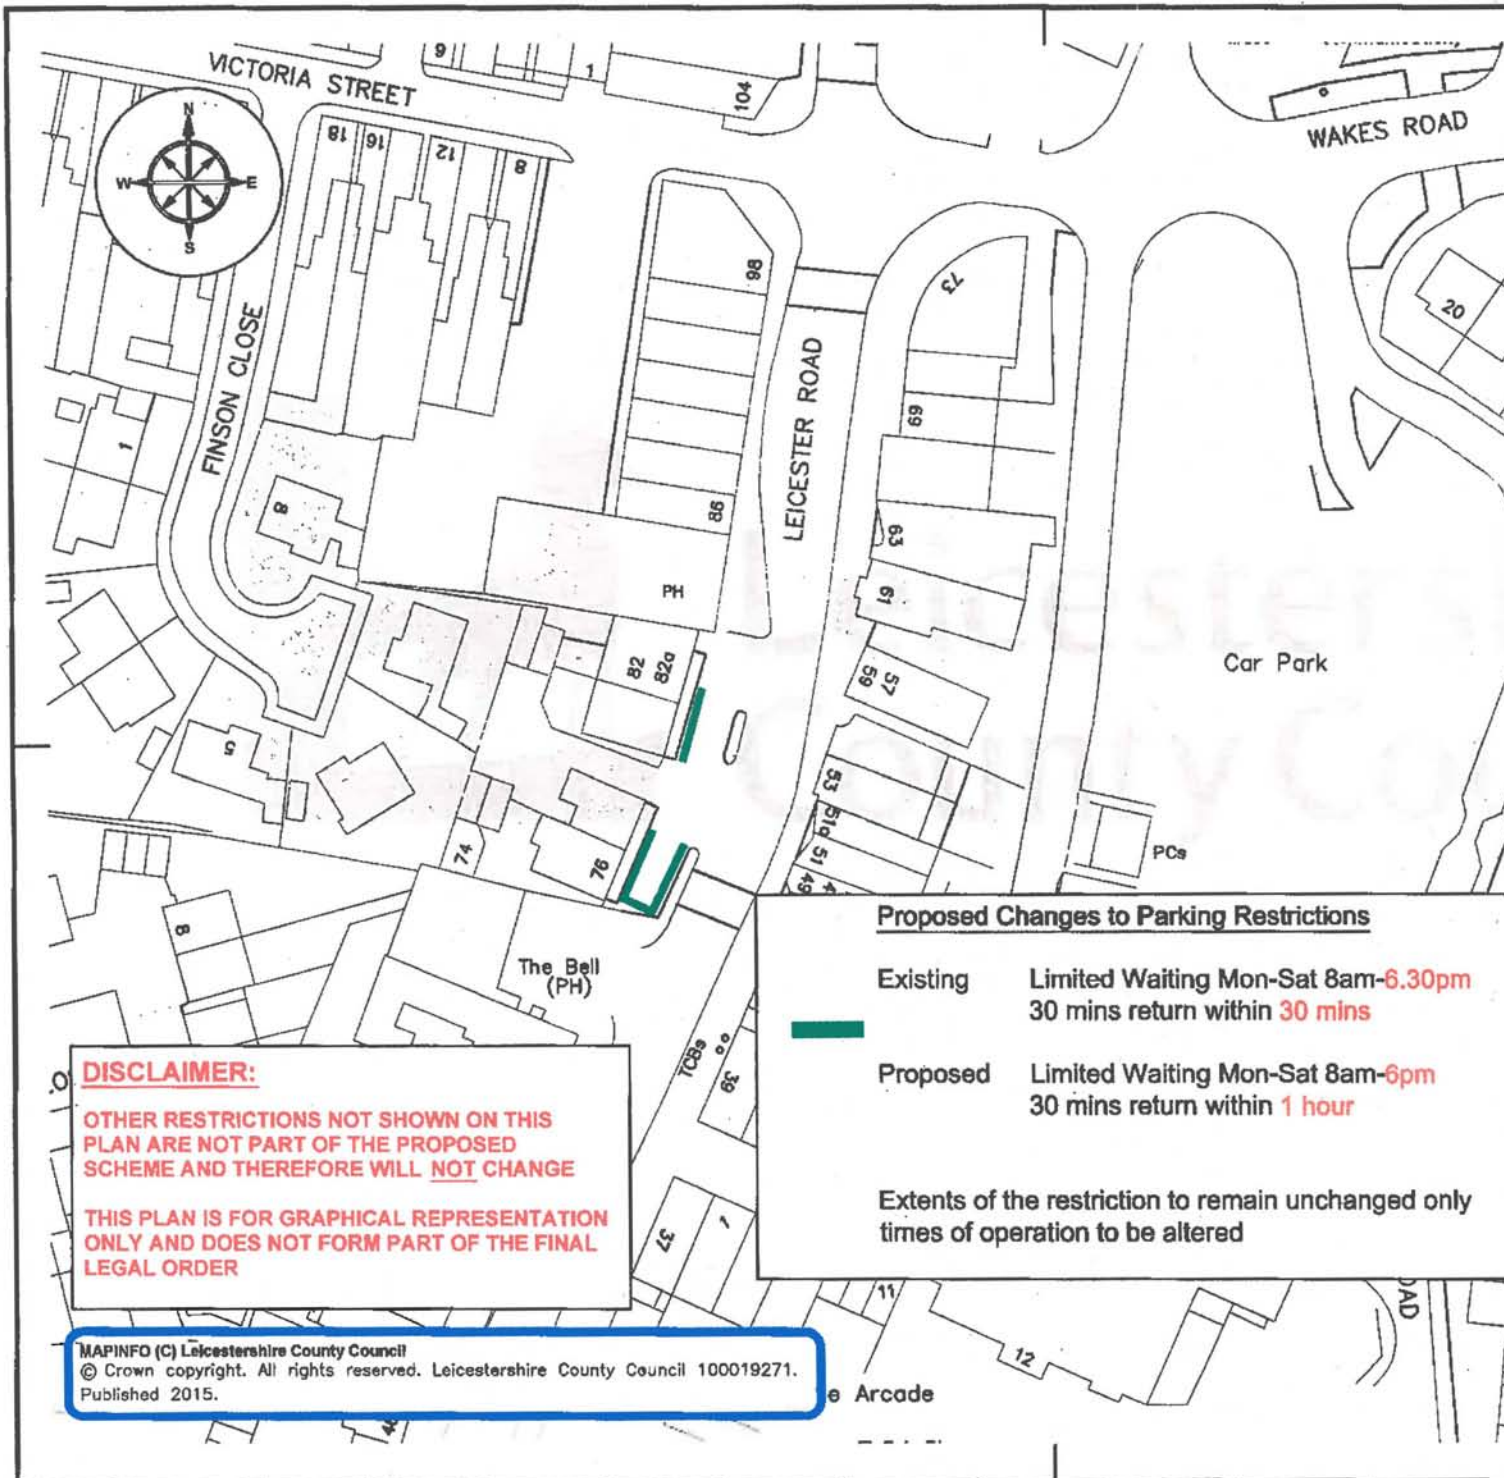 VICTORIA STREET
WAKES ROAD
FINSON CLOSE
LEICESTER ROAD
N
W
E
S
6
1
104
18
16
12
8
98
73
20
1
69
8
86
63
PH
61
82
82a
57
59
Car Park
5
53
51a
51
49
PCs
74
76
8
The Bell
(PH)
TCBs
39
37
1
11
12
OAD
e Arcade
Proposed Changes to Parking Restrictions
Existing Limited Waiting Mon-Sat 8am-6.30pm
30 mins return within 30 mins
Proposed Limited Waiting Mon-Sat 8am-6pm
30 mins return within 1 hour
Extents of the restriction to remain unchanged only
times of operation to be altered
DISCLAIMER:
OTHER RESTRICTIONS NOT SHOWN ON THIS
PLAN ARE NOT PART OF THE PROPOSED
SCHEME AND THEREFORE WILL NOT CHANGE
THIS PLAN IS FOR GRAPHICAL REPRESENTATION
ONLY AND DOES NOT FORM PART OF THE FINAL
LEGAL ORDER
MAPINFO (C) Leicestershire County Council
© Crown copyright. All rights reserved. Leicestershire County Council 100019271.
Published 2015.